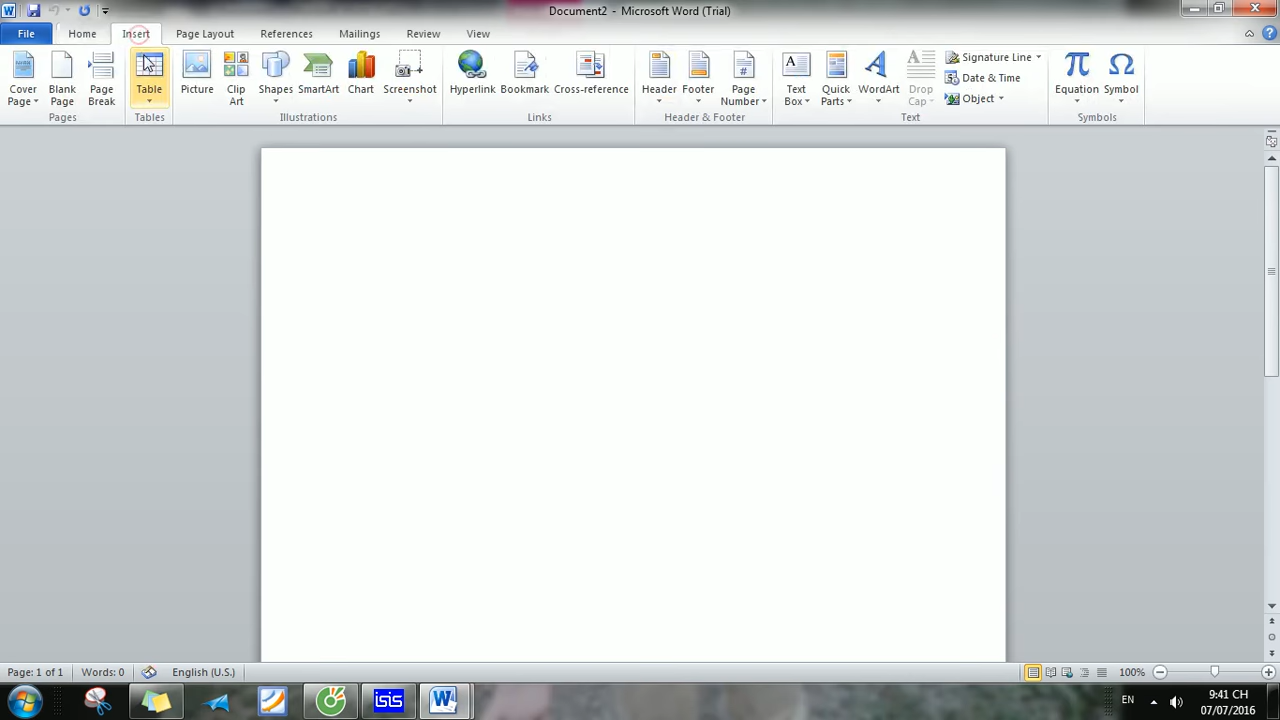 Document2 - Microsoft Word (Trial)
File Home Insert Page Layout References Mailings Review View
Cover Page
Blank Page
Page Break
Pages
Table
Tables
Picture
Clip Art
Shapes
SmartArt
Chart
Screenshot
Illustrations
Hyperlink
Bookmark
Cross-reference
Links
Header
Footer
Page Number
Header & Footer
Text Box
Quick Parts
WordArt
Drop Cap
Signature Line
Date & Time
Object
Text
Equation
Symbol
Symbols
Page: 1 of 1 Words: 0 English (U.S.) 100%
isis
EN
9:41 CH
07/07/2016